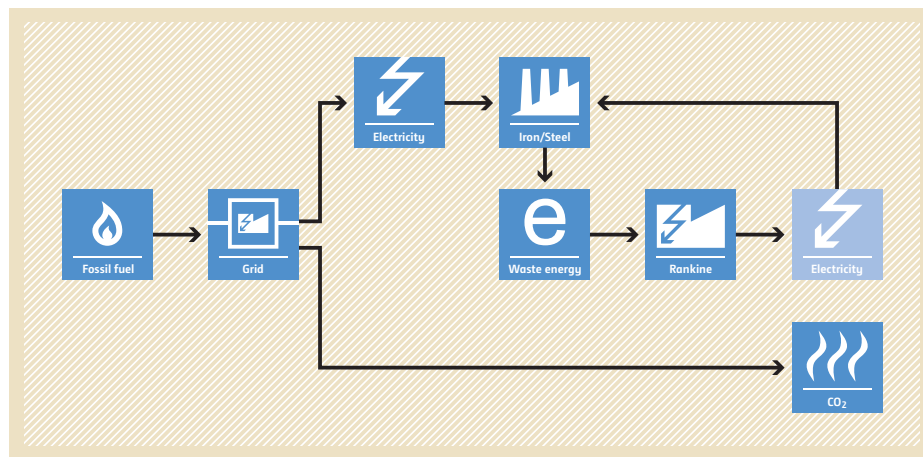 Electricity
Iron/Steel
Fossil fuel
Grid
e
Waste energy
Rankine
Electricity
CO₂